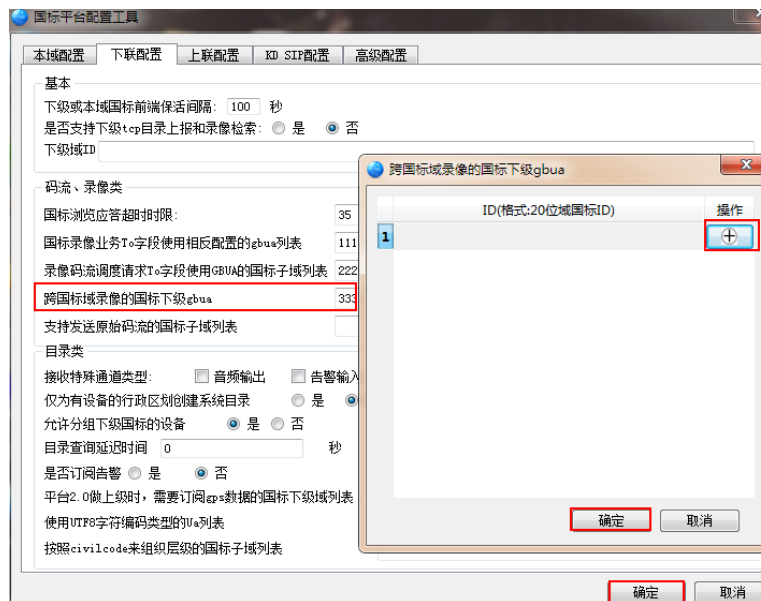 国标平台配置工具
本域配置 下联配置 上联配置 KD SIP配置 高级配置
基本
下级或本域国标前端保活间隔: 100 秒
是否支持下级tcp目录上报和录像检索: 是 否
下级域ID
码流、录像类
国标浏览应答超时时限: 35
国标录像业务To字段使用相反配置的gbua列表 111
录像码流调度请求To字段使用GBUA的国标子域列表 222
跨国标域录像的国标下级gbua 333
支持发送原始码流的国标子域列表
目录类
接收特殊通道类型: 音频输出 告警输入
仅为有设备的行政区划创建系统目录 是
允许分组下级国标的设备 是 否
目录查询延迟时间 0 秒
是否订阅告警 是 否
平台2.0做上级时，需要订阅gps数据的国标下级域列表
使用UTF8字符编码类型的Ua列表
按照civilcode来组织层级的国标子域列表
确定 取消
跨国标域录像的国标下级gbua
ID(格式:20位域国标ID) 操作
1
确定 取消